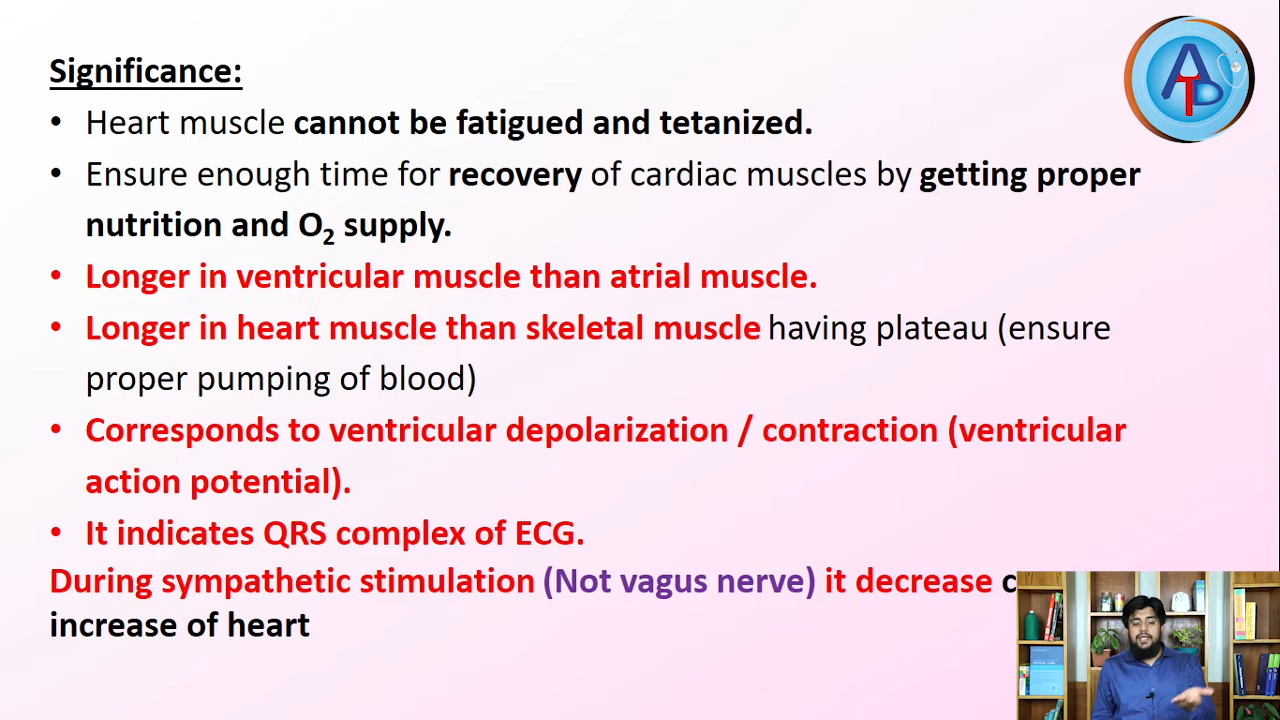 Significance:
• Heart muscle cannot be fatigued and tetanized.
• Ensure enough time for recovery of cardiac muscles by getting proper
nutrition and O₂ supply.
• Longer in ventricular muscle than atrial muscle.
• Longer in heart muscle than skeletal muscle having plateau (ensure
proper pumping of blood)
• Corresponds to ventricular depolarization / contraction (ventricular
action potential).
• It indicates QRS complex of ECG.
During sympathetic stimulation (Not vagus nerve) it decrease
increase of heart
ATD